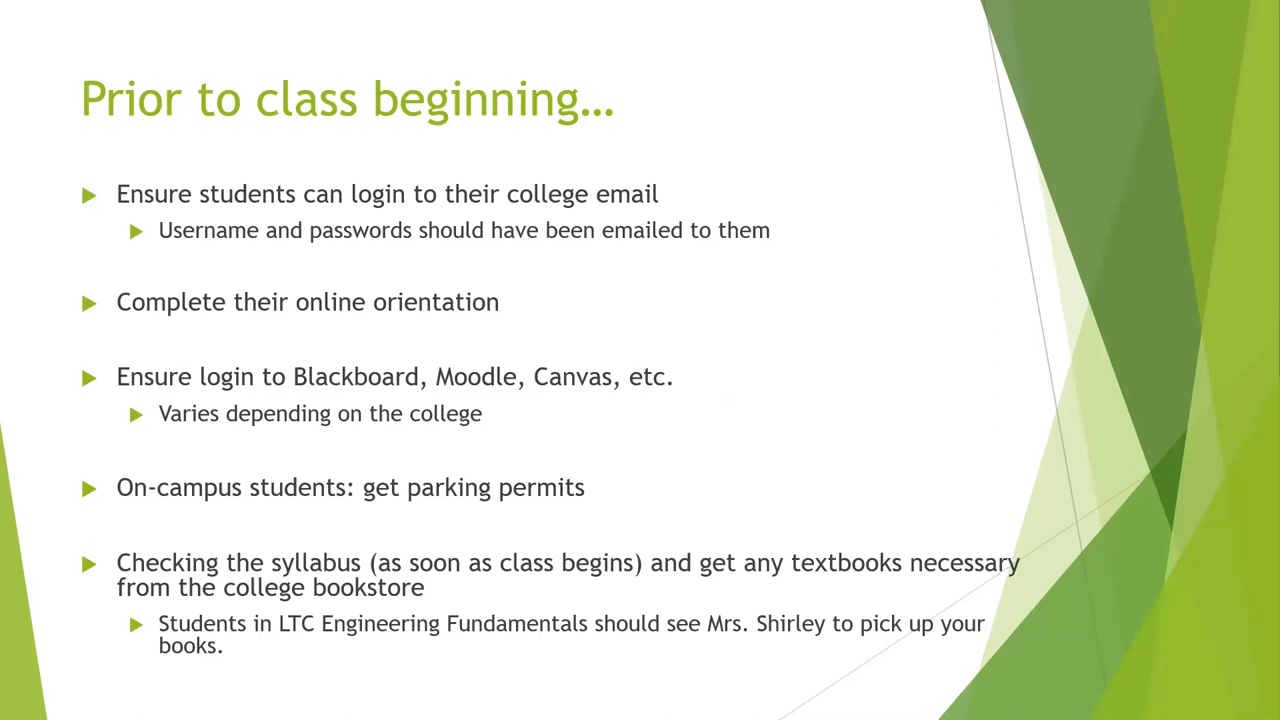 Prior to class beginning…
Ensure students can login to their college email
Username and passwords should have been emailed to them
Complete their online orientation
Ensure login to Blackboard, Moodle, Canvas, etc.
Varies depending on the college
On-campus students: get parking permits
Checking the syllabus (as soon as class begins) and get any textbooks necessary
from the college bookstore
Students in LTC Engineering Fundamentals should see Mrs. Shirley to pick up your
books.